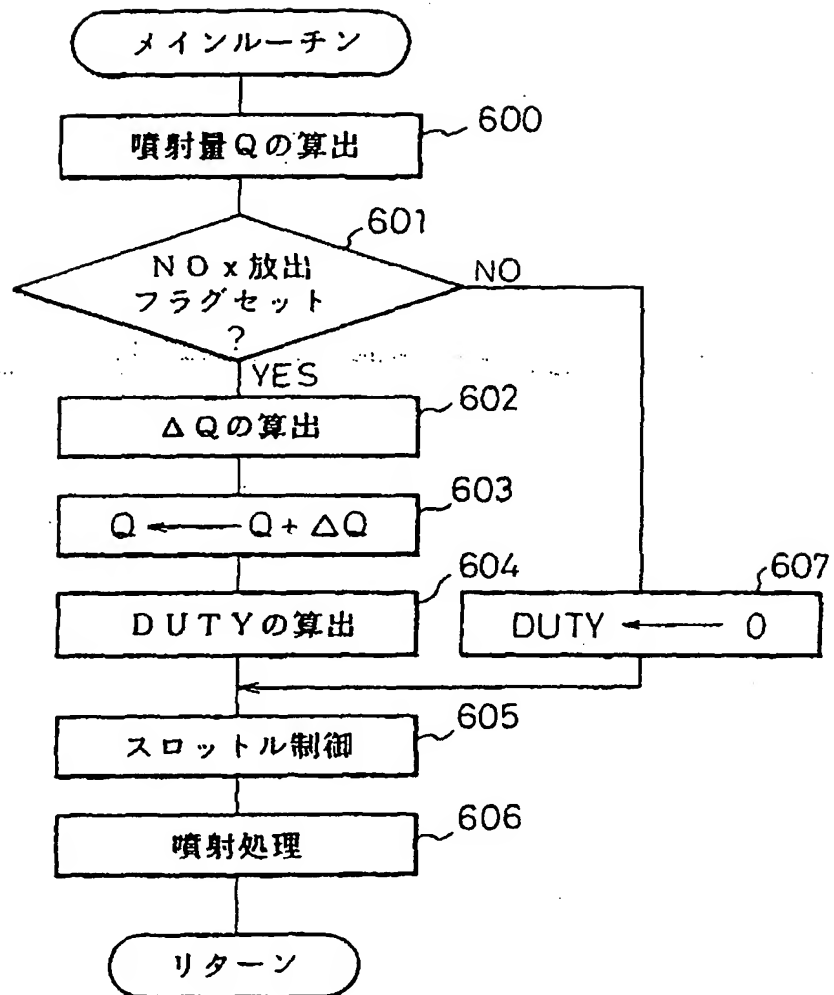 メインルーチン
600
噴射量Qの算出
601
NOx放出
フラグセット
?
NO
YES
602
ΔQの算出
603
Q ← Q + ΔQ
604
DUTYの算出
607
DUTY ← 0
605
スロットル制御
606
噴射処理
リターン